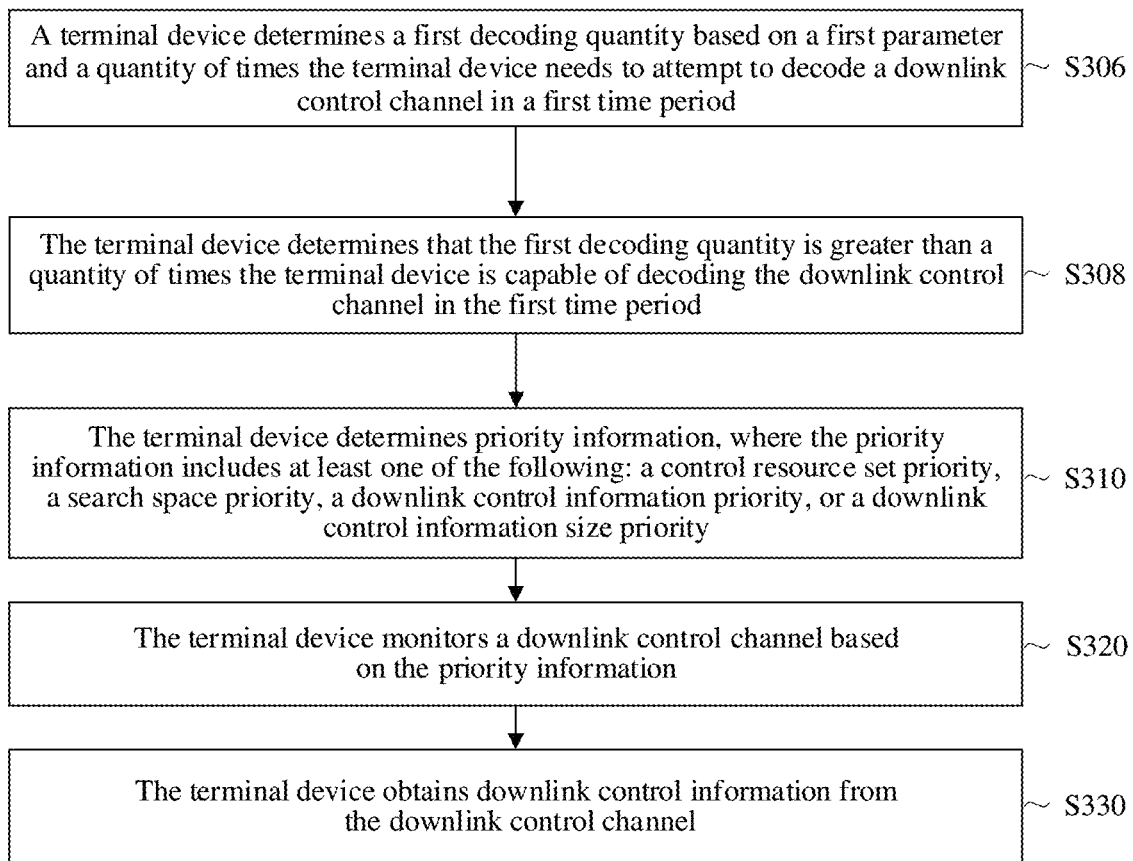 A terminal device determines a first decoding quantity based on a first parameter
and a quantity of times the terminal device needs to attempt to decode a downlink
control channel in a first time period
S306
The terminal device determines that the first decoding quantity is greater than a
quantity of times the terminal device is capable of decoding the downlink control
channel in the first time period
S308
The terminal device determines priority information, where the priority
information includes at least one of the following: a control resource set priority,
a search space priority, a downlink control information priority, or a downlink
control information size priority
S310
The terminal device monitors a downlink control channel based
on the priority information
S320
The terminal device obtains downlink control information from
the downlink control channel
S330